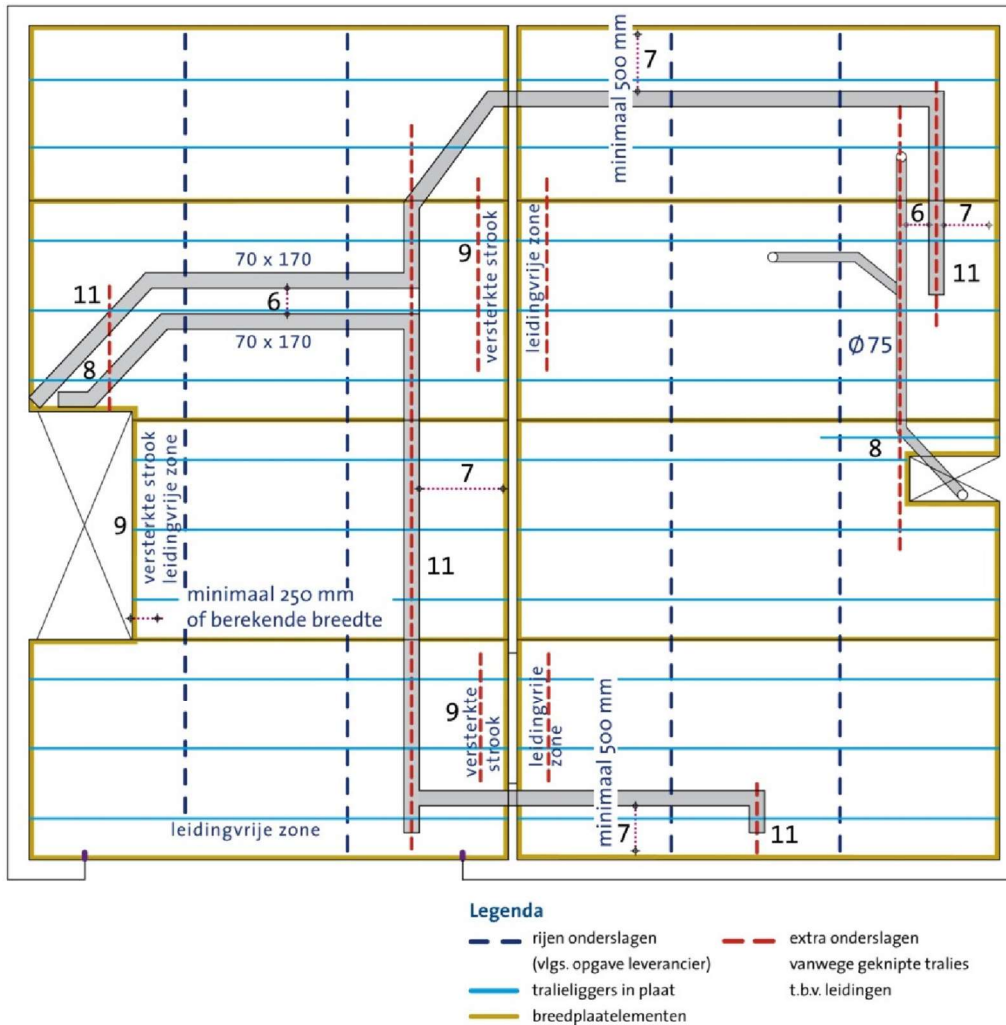 minimaal 500 mm
7
70 x 170
11
6
70 x 170
8
9
versterkte strook
leidingvrije zone
6
7
11
Ø 75
8
9
versterkte strook
leidingvrije zone
7
minimaal 250 mm
of berekende breedte
11
9
versterkte
strook
leidingvrije
zone
minimaal 500 mm
7
11
leidingvrije zone
Legenda
rijen onderslagen
(vlgs. opgave leverancier)
tralieliggers in plaat
breedplaatelementen
extra onderslagen
vanwege geknipte tralies
t.b.v. leidingen